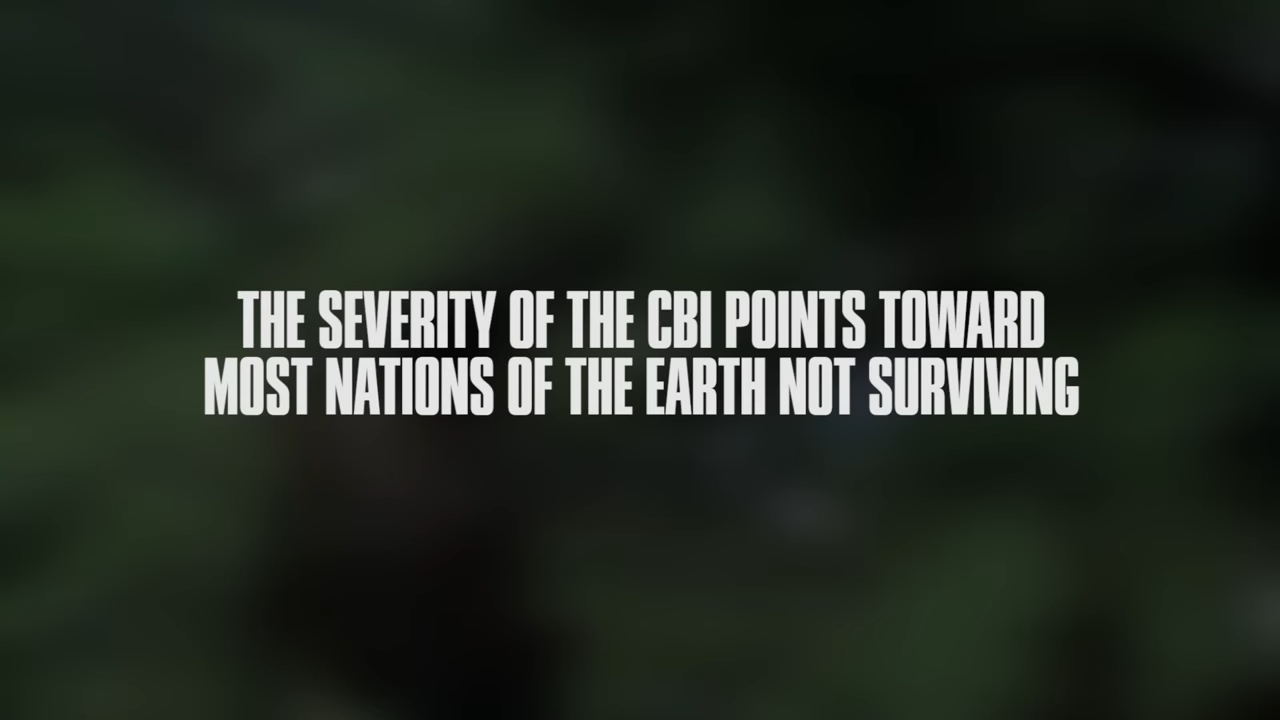 THE SEVERITY OF THE CBI POINTS TOWARD
MOST NATIONS OF THE EARTH NOT SURVIVING